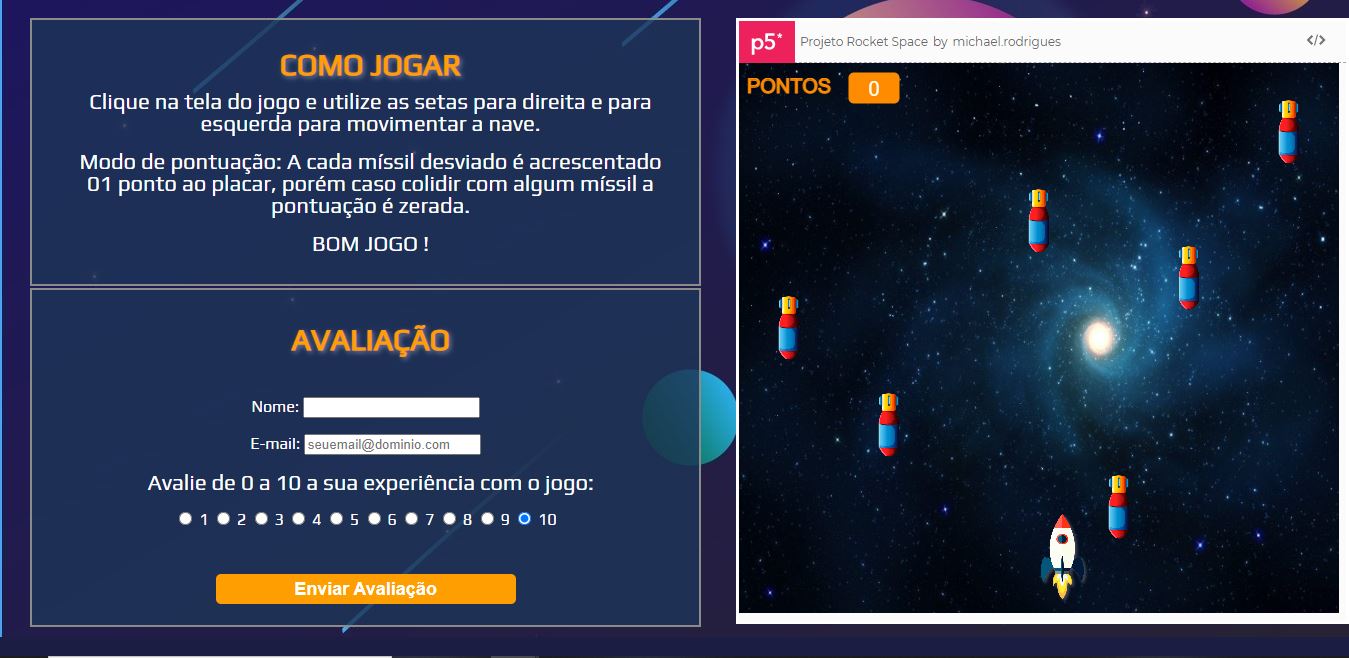 COMO JOGAR
Clique na tela do jogo e utilize as setas para direita e para
esquerda para movimentar a nave.
Modo de pontuação: A cada míssil desviado é acrescentado
01 ponto ao placar, porém caso colidir com algum míssil a
pontuação é zerada.
BOM JOGO !
AVALIAÇÃO
Nome:
E-mail: seuemail@dominio.com
Avalie de 0 a 10 a sua experiência com o jogo:
1 2 3 4 5 6 7 8 9 10
Enviar Avaliação
p5* Projeto Rocket Space by michael.rodrigues </>
PONTOS 0